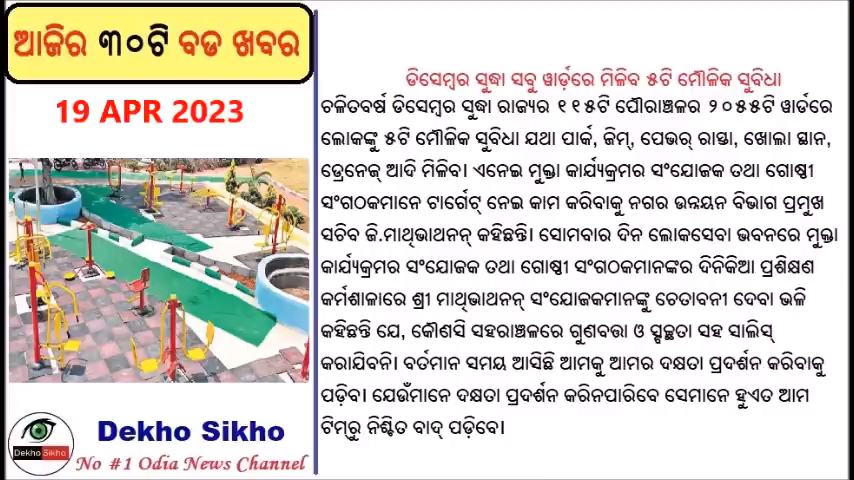 ଆଜିର ୩୦ଟି ବଡ ଖବର
19 APR 2023
ଡିସେମ୍ବର ସୁଦ୍ଧା ସବୁ ୱାର୍ଡ଼ରେ ମିଳିବ ୫ଟି ମୌଳିକ ସୁବିଧା
ଚଳିତବର୍ଷ ଡିସେମ୍ବର ସୁଦ୍ଧା ରାଜ୍ୟର ୧୧୫ଟି ପୌରାଞ୍ଚଳର ୨୦୫୫ଟି ୱାର୍ଡରେ
ଲୋକଙ୍କୁ ୫ଟି ମୌଳିକ ସୁବିଧା ଯଥା ପାର୍କ, ଜିମ୍, ପେଭର୍ ରାସ୍ତା, ଖୋଲା ସ୍ଥାନ,
ଡ୍ରେନେଜ୍ ଆଦି ମିଳିବ। ଏନେଇ ମୁକ୍ତା କାର୍ଯ୍ୟକ୍ରମର ସଂଯୋଜକ ତଥା ଗୋଷ୍ଠୀ
ସଂଗଠକମାନେ ଟାର୍ଗେଟ୍ ନେଇ କାମ କରିବାକୁ ନଗର ଉନ୍ନୟନ ବିଭାଗ ପ୍ରମୁଖ
ସଚିବ ଜି.ମାଥିଭାଥନନ୍ କହିଛନ୍ତି। ସୋମବାର ଦିନ ଲୋକସେବା ଭବନରେ ମୁକ୍ତା
କାର୍ଯ୍ୟକ୍ରମର ସଂଯୋଜକ ତଥା ଗୋଷ୍ଠୀ ସଂଗଠକମାନଙ୍କର ଦିନିକିଆ ପ୍ରଶିକ୍ଷଣ
କର୍ମଶାଳାରେ ଶ୍ରୀ ମାଥିଭାଥନନ୍ ସଂଯୋଜକମାନଙ୍କୁ ଚେତାବନୀ ଦେବା ଭଳି
କହିଛନ୍ତି ଯେ, କୌଣସି ସହରାଞ୍ଚଳରେ ଗୁଣବତ୍ତା ଓ ସ୍ବଚ୍ଛତା ସହ ସାଲିସ୍
କରାଯିବନି। ବର୍ତମାନ ସମୟ ଆସିଛି ଆମକୁ ଆମର ଦକ୍ଷତା ପ୍ରଦର୍ଶନ କରିବାକୁ
ପଡ଼ିବ। ଯେଉଁମାନେ ଦକ୍ଷତା ପ୍ରଦର୍ଶନ କରିନପାରିବେ ସେମାନେ ହୁଏତ ଆମ
ଟିମ୍‌ରୁ ନିଶ୍ଚିତ ବାଦ୍ ପଡ଼ିବେ।
Dekho Sikho
Dekho Sikho
No #1 Odia News Channel